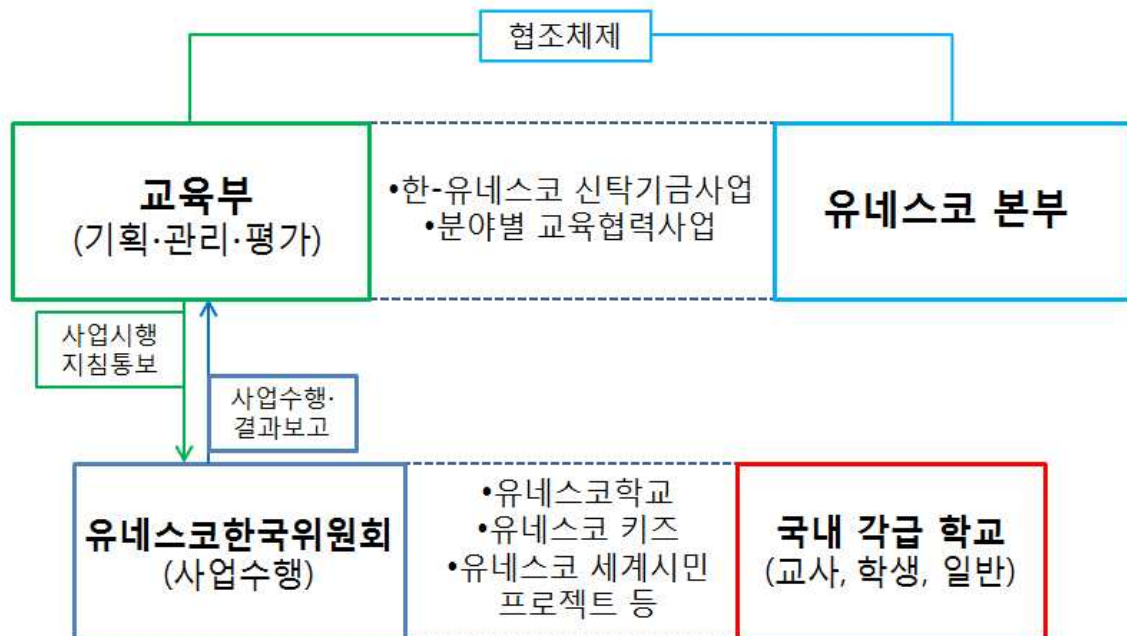 협조체제
교육부
(기획·관리·평가)
•한-유네스코 신탁기금사업
•분야별 교육협력사업
유네스코 본부
사업시행
지침통보
사업수행·
결과보고
유네스코한국위원회
(사업수행)
•유네스코학교
•유네스코 키즈
•유네스코 세계시민
프로젝트 등
국내 각급 학교
(교사, 학생, 일반)